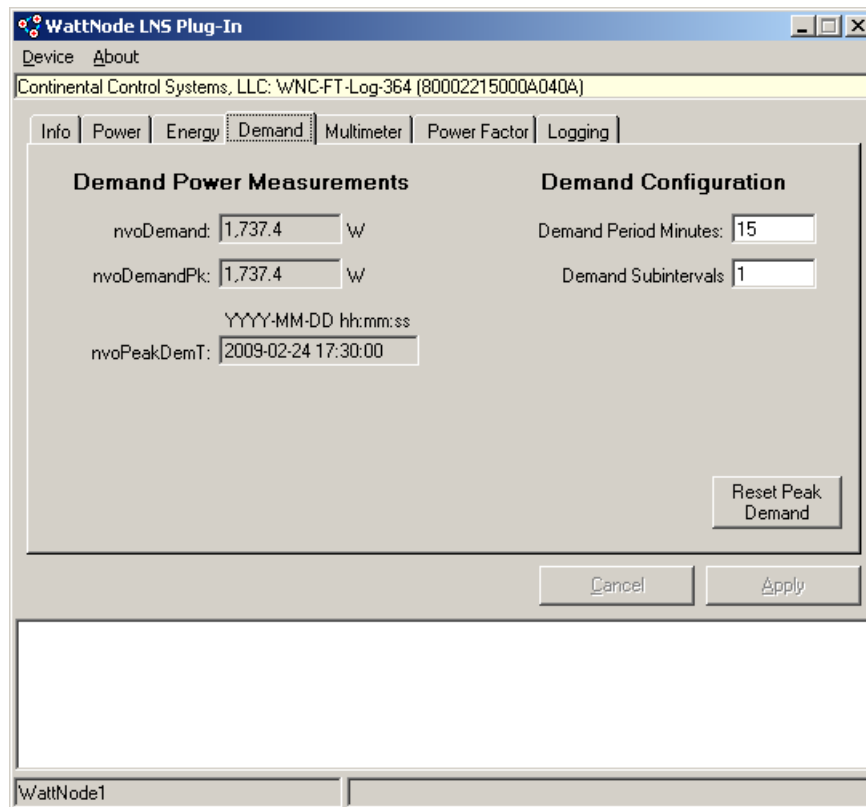 WattNode LNS Plug-In
Device About
Continental Control Systems, LLC: WNC-FT-Log-364 (80002215000A040A)
Info Power Energy Demand Multimeter Power Factor Logging
Demand Power Measurements
nvoDemand: 1,737.4 W
nvoDemandPk: 1,737.4 W
YYYY-MM-DD hh:mm:ss
nvoPeakDemT: 2009-02-24 17:30:00
Demand Configuration
Demand Period Minutes: 15
Demand Subintervals 1
Reset Peak
Demand
Cancel Apply
WattNode1